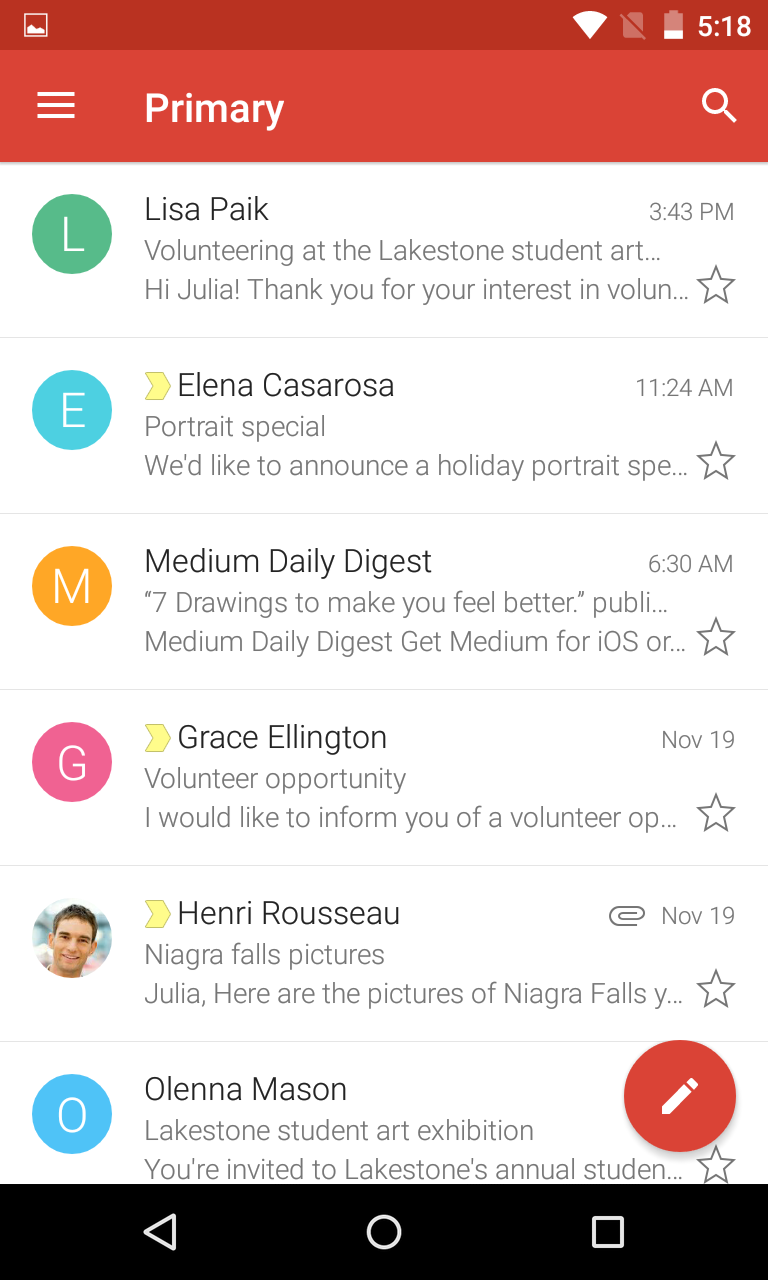 5:18
Primary
L
Lisa Paik
3:43 PM
Volunteering at the Lakestone student art...
Hi Julia! Thank you for your interest in volun...
E
Elena Casarosa
11:24 AM
Portrait special
We'd like to announce a holiday portrait spe...
M
Medium Daily Digest
6:30 AM
“7 Drawings to make you feel better.” publi...
Medium Daily Digest Get Medium for iOS or...
G
Grace Ellington
Nov 19
Volunteer opportunity
I would like to inform you of a volunteer op...
Henri Rousseau
Nov 19
Niagra falls pictures
Julia, Here are the pictures of Niagra Falls y...
O
Olenna Mason
Lakestone student art exhibition
You're invited to Lakestone's annual studen...